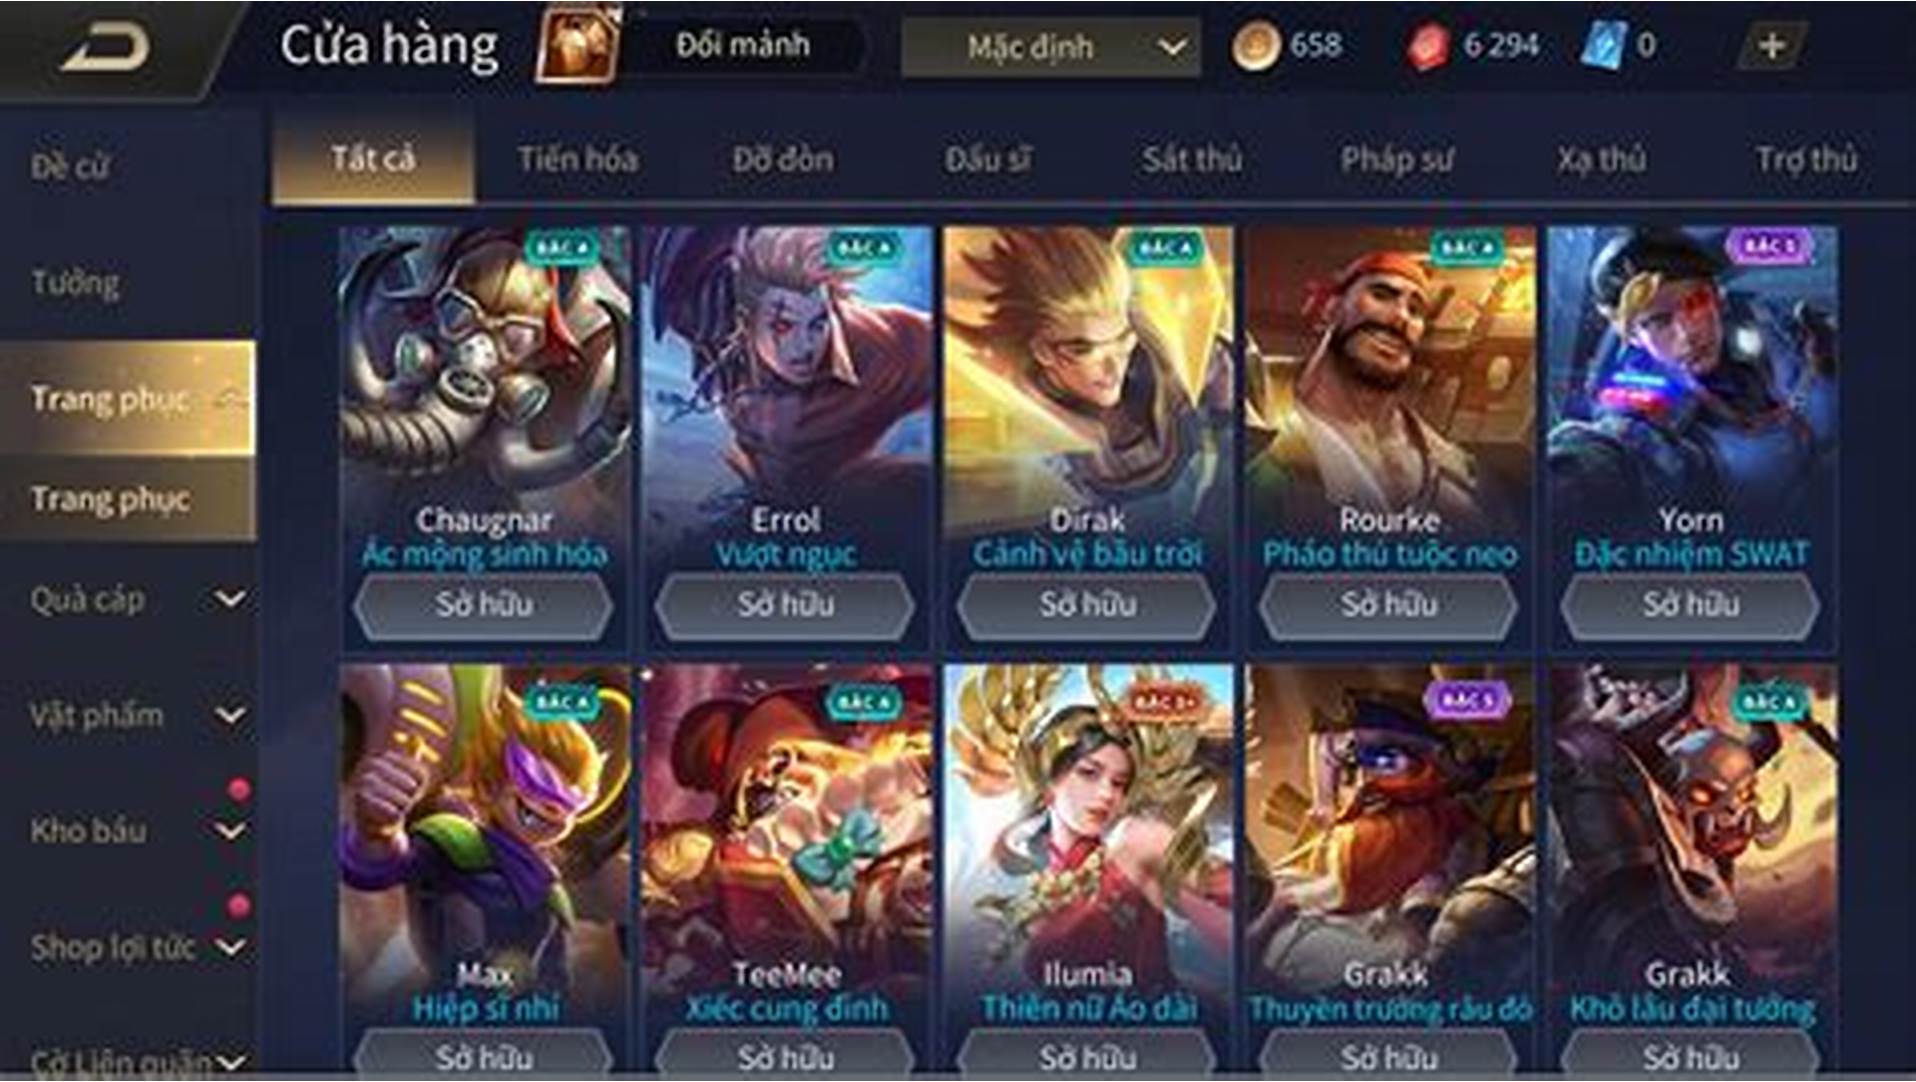 Cửa hàng
Đổi mảnh
Mặc định
658
6 294
0
Đề cử
Tướng
Trang phục
Trang phục
Quà cáp
Vật phẩm
Kho báu
Shop lợi tức
Cờ Liên quân
Tất cả
Tiến hóa
Đỡ đòn
Đấu sĩ
Sát thủ
Pháp sư
Xạ thủ
Trợ thủ
BẬC A
Chaugnar
Ác mộng sinh hóa
Sở hữu
BẬC A
Errol
Vượt ngục
Sở hữu
BẬC A
Dirak
Cảnh vệ bầu trời
Sở hữu
BẬC A
Rourke
Pháo thủ tuộc nẹo
Sở hữu
BẬC S
Yorn
Đặc nhiệm SWAT
Sở hữu
BẬC A
Max
Hiệp sĩ nhí
Sở hữu
BẬC A
TeeMee
Xiếc cung đình
Sở hữu
BẬC S+
Ilumia
Thiên nữ Áo dài
Sở hữu
BẬC S
Grakk
Thuyền trưởng râu đỏ
Sở hữu
BẬC A
Grakk
Khô lâu đại tướng
Sở hữu